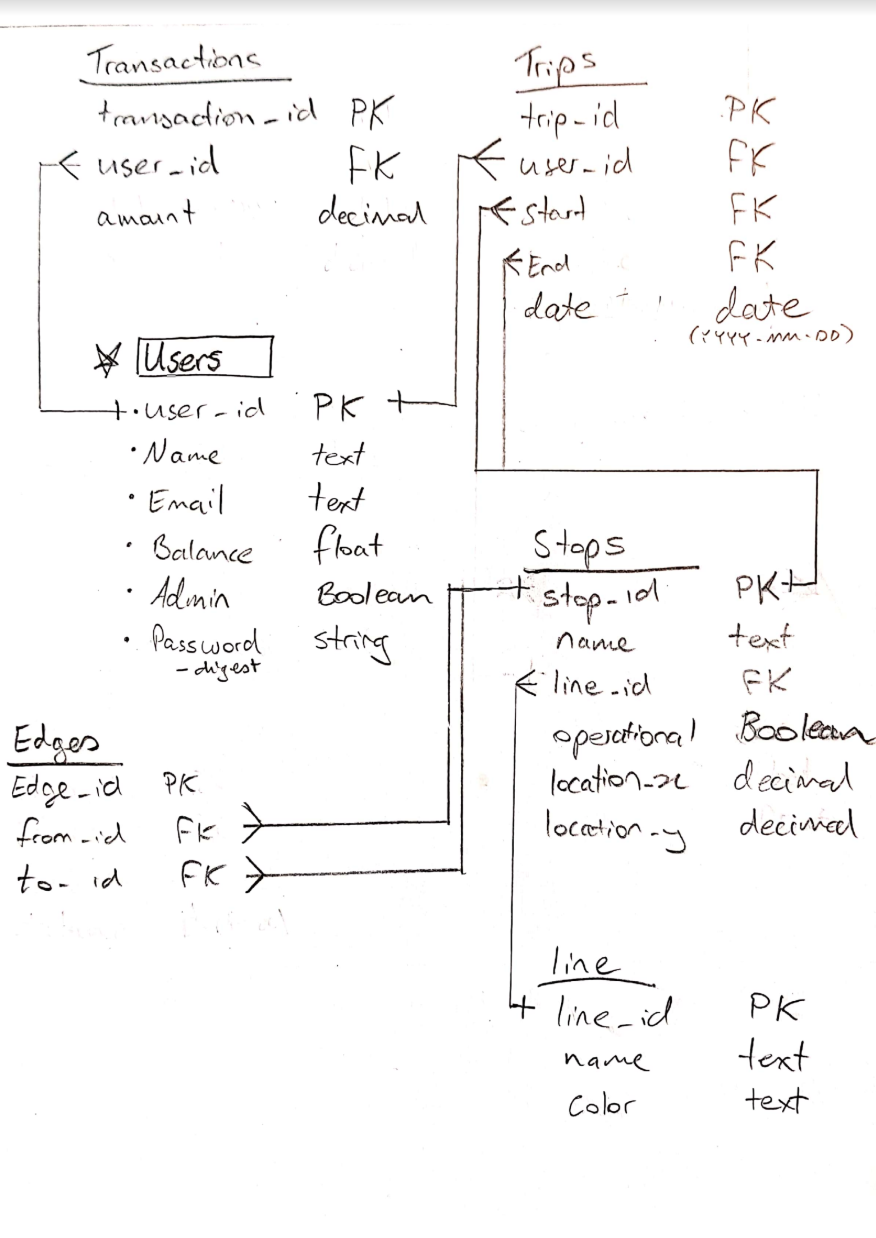 Transactions
transaction_id PK
user_id FK
amount decimal
Trips
trip_id PK
user_id FK
start FK
End FK
date date
(YYYY-MM-DD)
Users
user_id PK
Name text
Email text
Balance float
Admin Boolean
Password string
-digest
Stops
stop_id PK
name text
line_id FK
operational Boolean
location_x decimal
location_y decimal
Edges
Edge_id PK
from_id FK
to_id FK
line
line_id PK
name text
color text